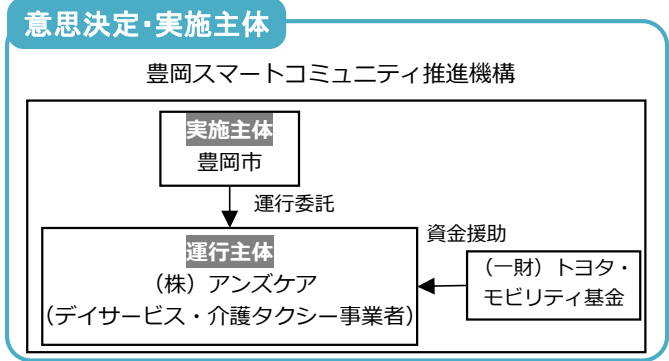 意思決定・実施主体
豊岡スマートコミュニティ推進機構
実施主体
豊岡市
運行委託
資金援助
運行主体
（株）アンズケア
（デイサービス・介護タクシー事業者）
（一財）トヨタ・
モビリティ基金